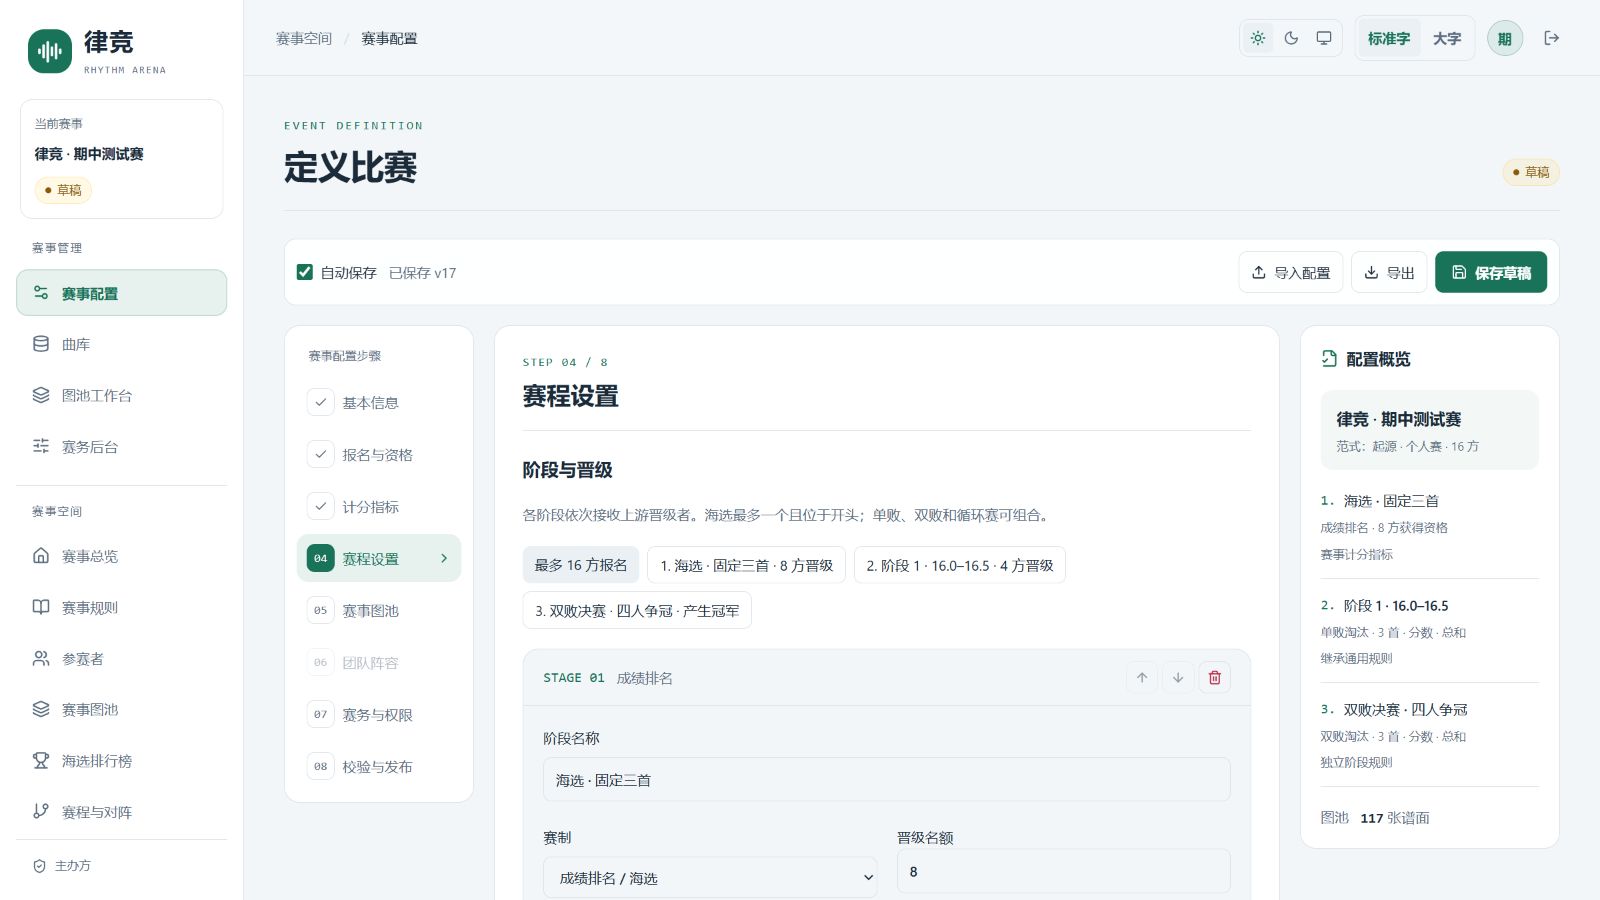 律竞
RHYTHM ARENA
当前赛事
律竞 · 期中测试赛
草稿
赛事管理
赛事配置
曲库
图池工作台
赛务后台
赛事空间
赛事总览
赛事规则
参赛者
赛事图池
海选排行榜
赛程与对阵
主办方
赛事空间 / 赛事配置
标准字 大字 期
EVENT DEFINITION
定义比赛
草稿
自动保存 已保存 v17
导入配置 导出 保存草稿
赛事配置步骤
基本信息
报名与资格
计分指标
04 赛程设置
05 赛事图池
06 团队阵容
07 赛务与权限
08 校验与发布
STEP 04 / 8
赛程设置
阶段与晋级
各阶段依次接收上游晋级者。海选最多一个且位于开头；单败、双败和循环赛可组合。
最多 16 方报名 1. 海选 · 固定三首 · 8 方晋级 2. 阶段 1 · 16.0–16.5 · 4 方晋级
3. 双败决赛 · 四人争冠 · 产生冠军
STAGE 01 成绩排名
阶段名称
海选 · 固定三首
赛制 晋级名额
成绩排名 / 海选 8
配置概览
律竞 · 期中测试赛
范式：起源 · 个人赛 · 16 方
1. 海选 · 固定三首
成绩排名 · 8 方获得资格
赛事计分指标
2. 阶段 1 · 16.0–16.5
单败淘汰 · 3 首 · 分数 · 总和
继承通用规则
3. 双败决赛 · 四人争冠
双败淘汰 · 3 首 · 分数 · 总和
独立阶段规则
图池 117 张谱面